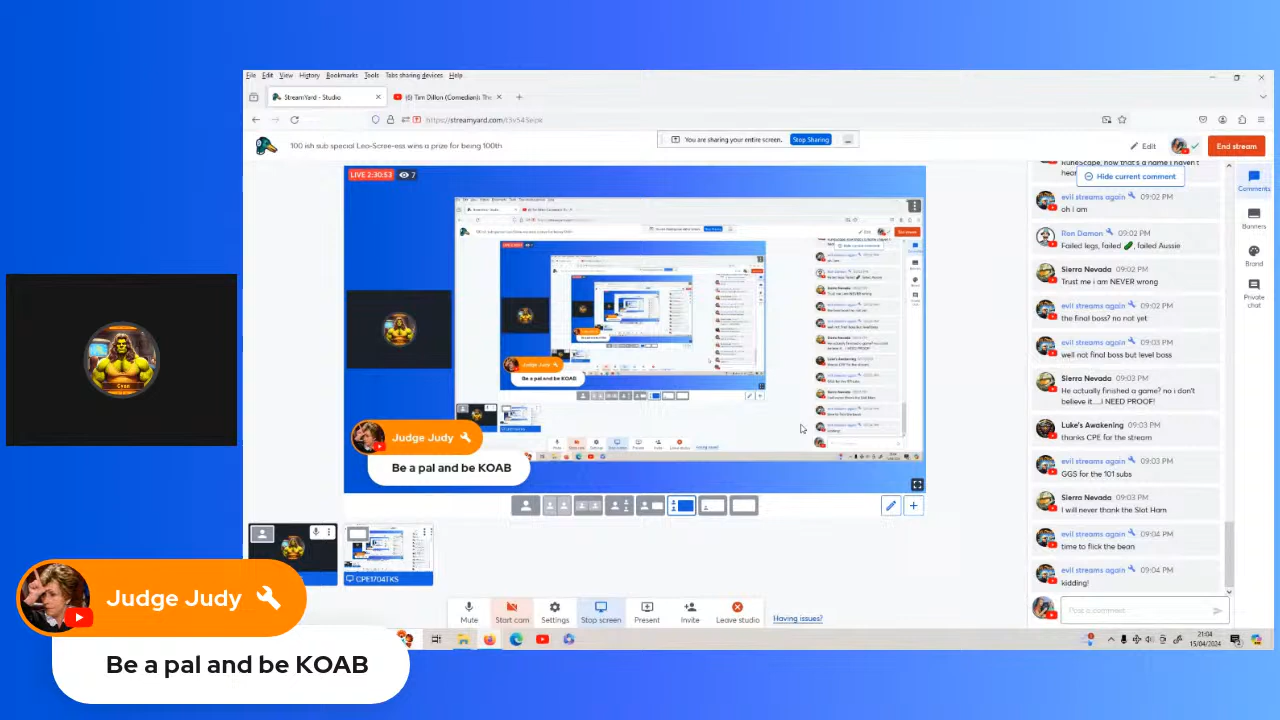 File Edit View History Bookmarks Tools Tabs sharing devices Help
StreamYard - Studio
(6) Tim Dillon (Comedian): The
You are sharing your entire screen. Stop Sharing
100 ish sub special Leo-Scree-ess wins a prize for being 100th
Edit
End stream
LIVE 2:30:53 7
Judge Judy
Be a pal and be KOAB
Cyan
CPE1704TKS
Mute
Start cam
Settings
Stop screen
Present
Invite
Leave studio
Having issues?
RuneScape, now that's a name I haven't
Hide current comment
evil streams again 09:02 PM
oh I am
Ron Damon 09:02 PM
Failed legs, failed 🥒, failed Aussie
Sierra Nevada 09:02 PM
Trust me i am NEVER wrong
evil streams again 09:02 PM
the final boss? no not yet
evil streams again 09:03 PM
well not final boss but level boss
Sierra Nevada 09:03 PM
He actually finished a game? no i don't
believe it.....I NEED PROOF!
Luke's Awakening 09:03 PM
thanks CPE for the stream
evil streams again 09:03 PM
GGS for the 101 subs
Sierra Nevada 09:03 PM
I will never thank the Slot Ham
evil streams again 09:04 PM
time to flick the bean
evil streams again 09:04 PM
kidding!
Post a comment
Comments
Banners
Brand
Private
chat
21:04
15/04/2024
Judge Judy
Be a pal and be KOAB